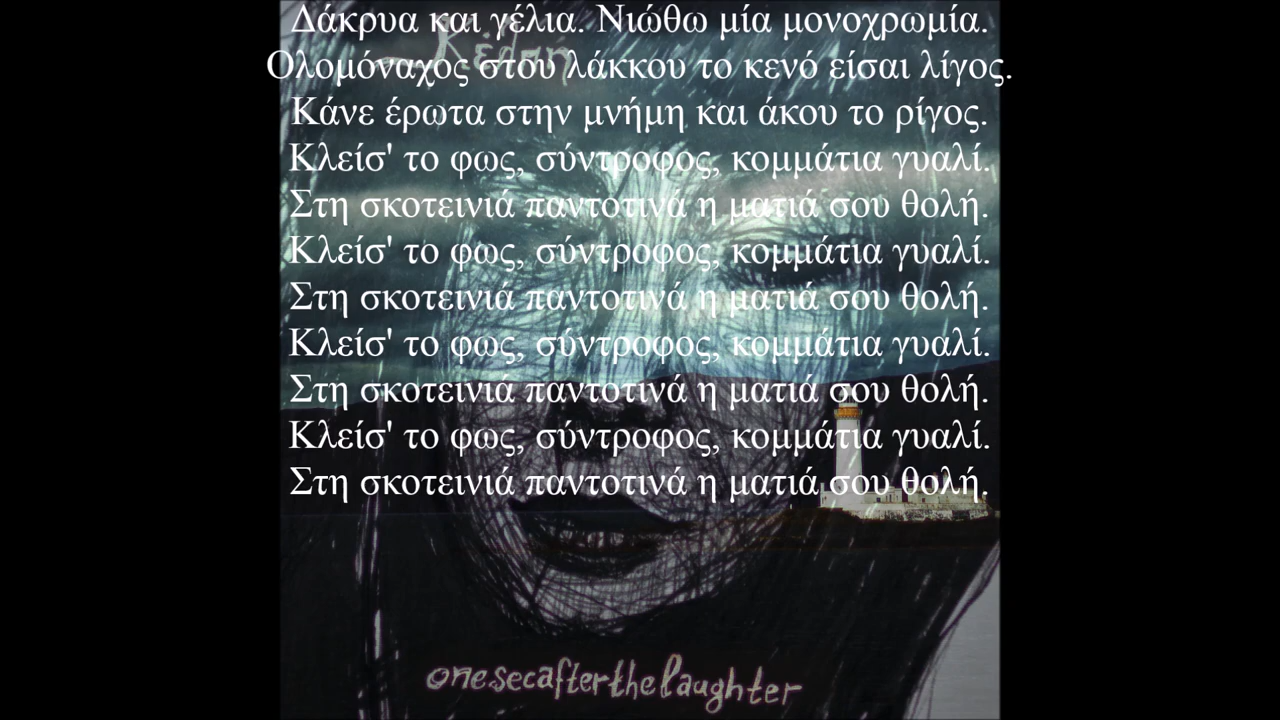 Δάκρυα και γέλια. Νιώθω μία μονοχρωμία.
Ολομόναχος στου λάκκου το κενό είσαι λίγος.
Κάνε έρωτα στην μνήμη και άκου το ρίγος.
Κλείσ' το φως, σύντροφος, κομμάτια γυαλί.
Στη σκοτεινιά παντοτινά η ματιά σου θολή.
Κλείσ' το φως, σύντροφος, κομμάτια γυαλί.
Στη σκοτεινιά παντοτινά η ματιά σου θολή.
Κλείσ' το φως, σύντροφος, κομμάτια γυαλί.
Στη σκοτεινιά παντοτινά η ματιά σου θολή.
Κλείσ' το φως, σύντροφος, κομμάτια γυαλί.
Στη σκοτεινιά παντοτινά η ματιά σου θολή.
onesecafterthelaughter